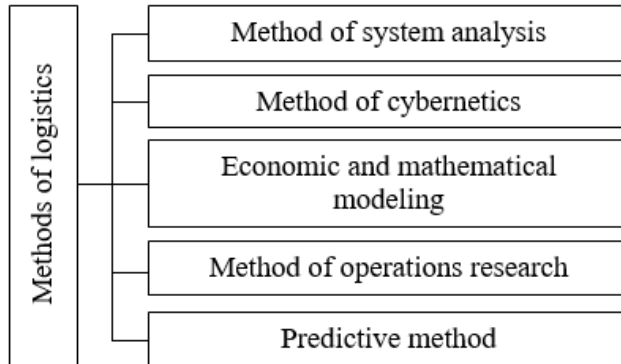 Methods of logistics
Method of system analysis
Method of cybernetics
Economic and mathematical
modeling
Method of operations research
Predictive method